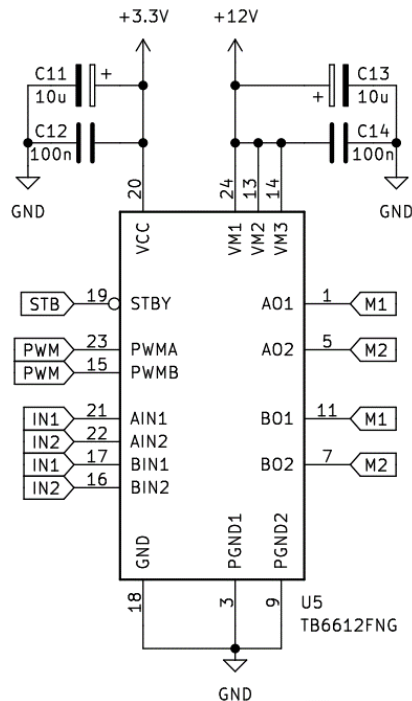 +3.3V
+12V
C11
+
10u
C13
+
10u
C12
100n
C14
100n
GND
GND
20
24
13
14
VCC
VM1
VM2
VM3
STB
19
STBY
AO1
1
M1
PWM
23
PWMA
AO2
5
M2
PWM
15
PWMB
IN1
21
AIN1
BO1
11
M1
IN2
22
AIN2
IN1
17
BIN1
BO2
7
M2
IN2
16
BIN2
GND
PGND1
PGND2
18
3
9
U5
TB6612FNG
GND